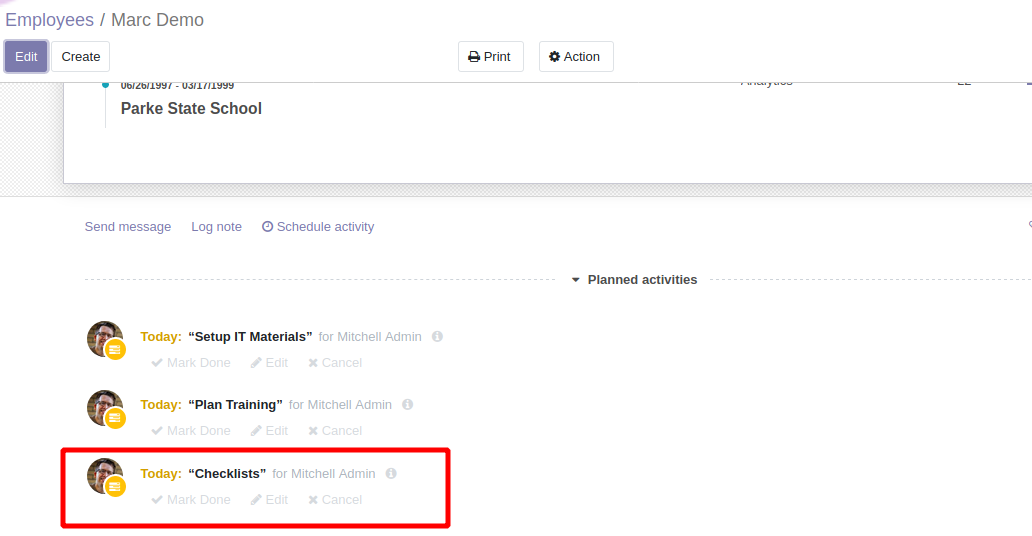 Employees / Marc Demo
Edit Create Print Action
06/26/1997 - 03/17/1999
Analytics
Parke State School
Send message Log note Schedule activity
Planned activities
Today: “Setup IT Materials” for Mitchell Admin
Mark Done Edit Cancel
Today: “Plan Training” for Mitchell Admin
Mark Done Edit Cancel
Today: “Checklists” for Mitchell Admin
Mark Done Edit Cancel